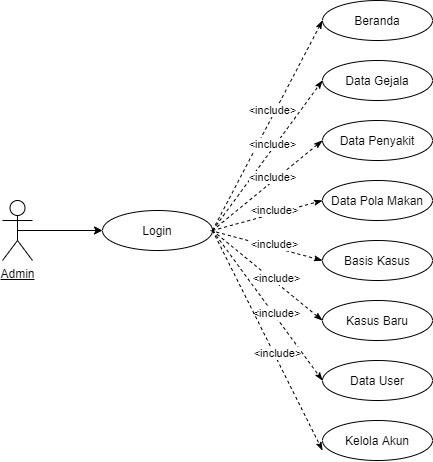 Beranda
<include>
Data Gejala
<include>
Data Penyakit
<include>
Data Pola Makan
<include>
Login
Admin
<include>
Basis Kasus
<include>
Kasus Baru
<include>
Data User
<include>
Kelola Akun